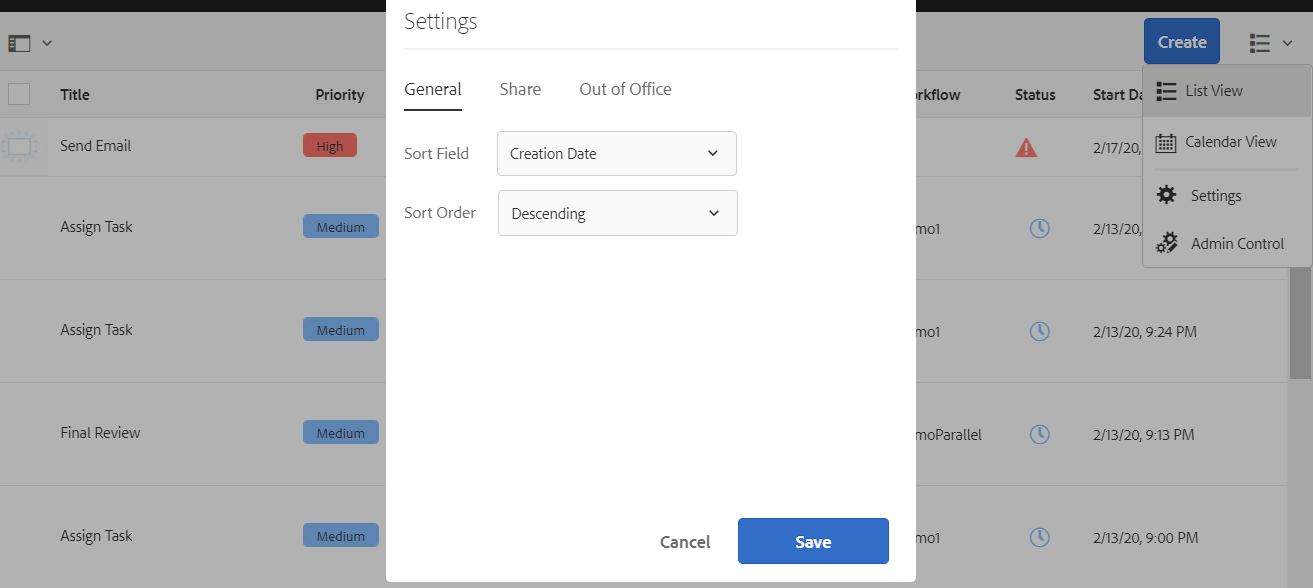 Settings
Create
General Share Out of Office
List View
Title Priority rkflow Status Start Da
Calendar View
Send Email High 2/17/20,
Sort Field Creation Date
Settings
Sort Order Descending
Assign Task Medium mo1 2/13/20,
Admin Control
Assign Task Medium mo1 2/13/20, 9:24 PM
Final Review Medium moParallel 2/13/20, 9:13 PM
Assign Task Medium mo1 2/13/20, 9:00 PM
Cancel Save